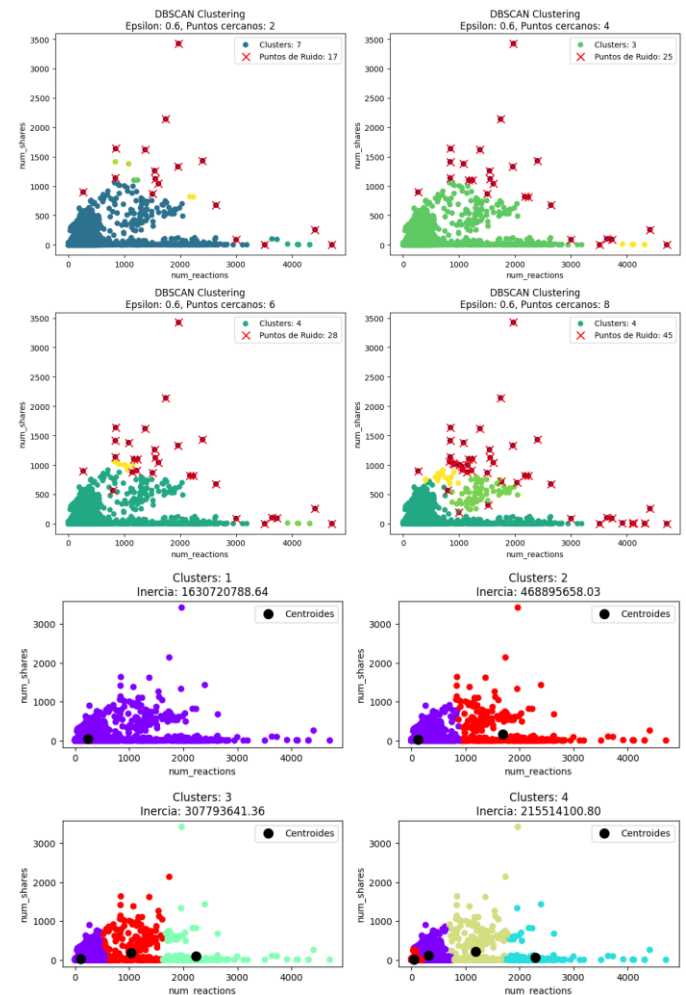 DBSCAN Clustering
Epsilon: 0.6, Puntos cercanos: 2
Clusters: 7
Puntos de Ruido: 17
3500
3000
2500
2000
1500
1000
500
0
num_shares
0 1000 2000 3000 4000
num_reactions
DBSCAN Clustering
Epsilon: 0.6, Puntos cercanos: 4
Clusters: 3
Puntos de Ruido: 25
3500
3000
2500
2000
1500
1000
500
0
num_shares
0 1000 2000 3000 4000
num_reactions
DBSCAN Clustering
Epsilon: 0.6, Puntos cercanos: 6
Clusters: 4
Puntos de Ruido: 28
3500
3000
2500
2000
1500
1000
500
0
num_shares
0 1000 2000 3000 4000
num_reactions
DBSCAN Clustering
Epsilon: 0.6, Puntos cercanos: 8
Clusters: 4
Puntos de Ruido: 45
3500
3000
2500
2000
1500
1000
500
0
num_shares
0 1000 2000 3000 4000
num_reactions
Clusters: 1
Inercia: 1630720788.64
Centroides
3000
2000
1000
0
num_shares
0 1000 2000 3000 4000
num_reactions
Clusters: 2
Inercia: 468895658.03
Centroides
3000
2000
1000
0
num_shares
0 1000 2000 3000 4000
num_reactions
Clusters: 3
Inercia: 307793641.36
Centroides
3000
2000
1000
0
num_shares
0 1000 2000 3000 4000
num_reactions
Clusters: 4
Inercia: 215514100.80
Centroides
3000
2000
1000
0
num_shares
0 1000 2000 3000 4000
num_reactions